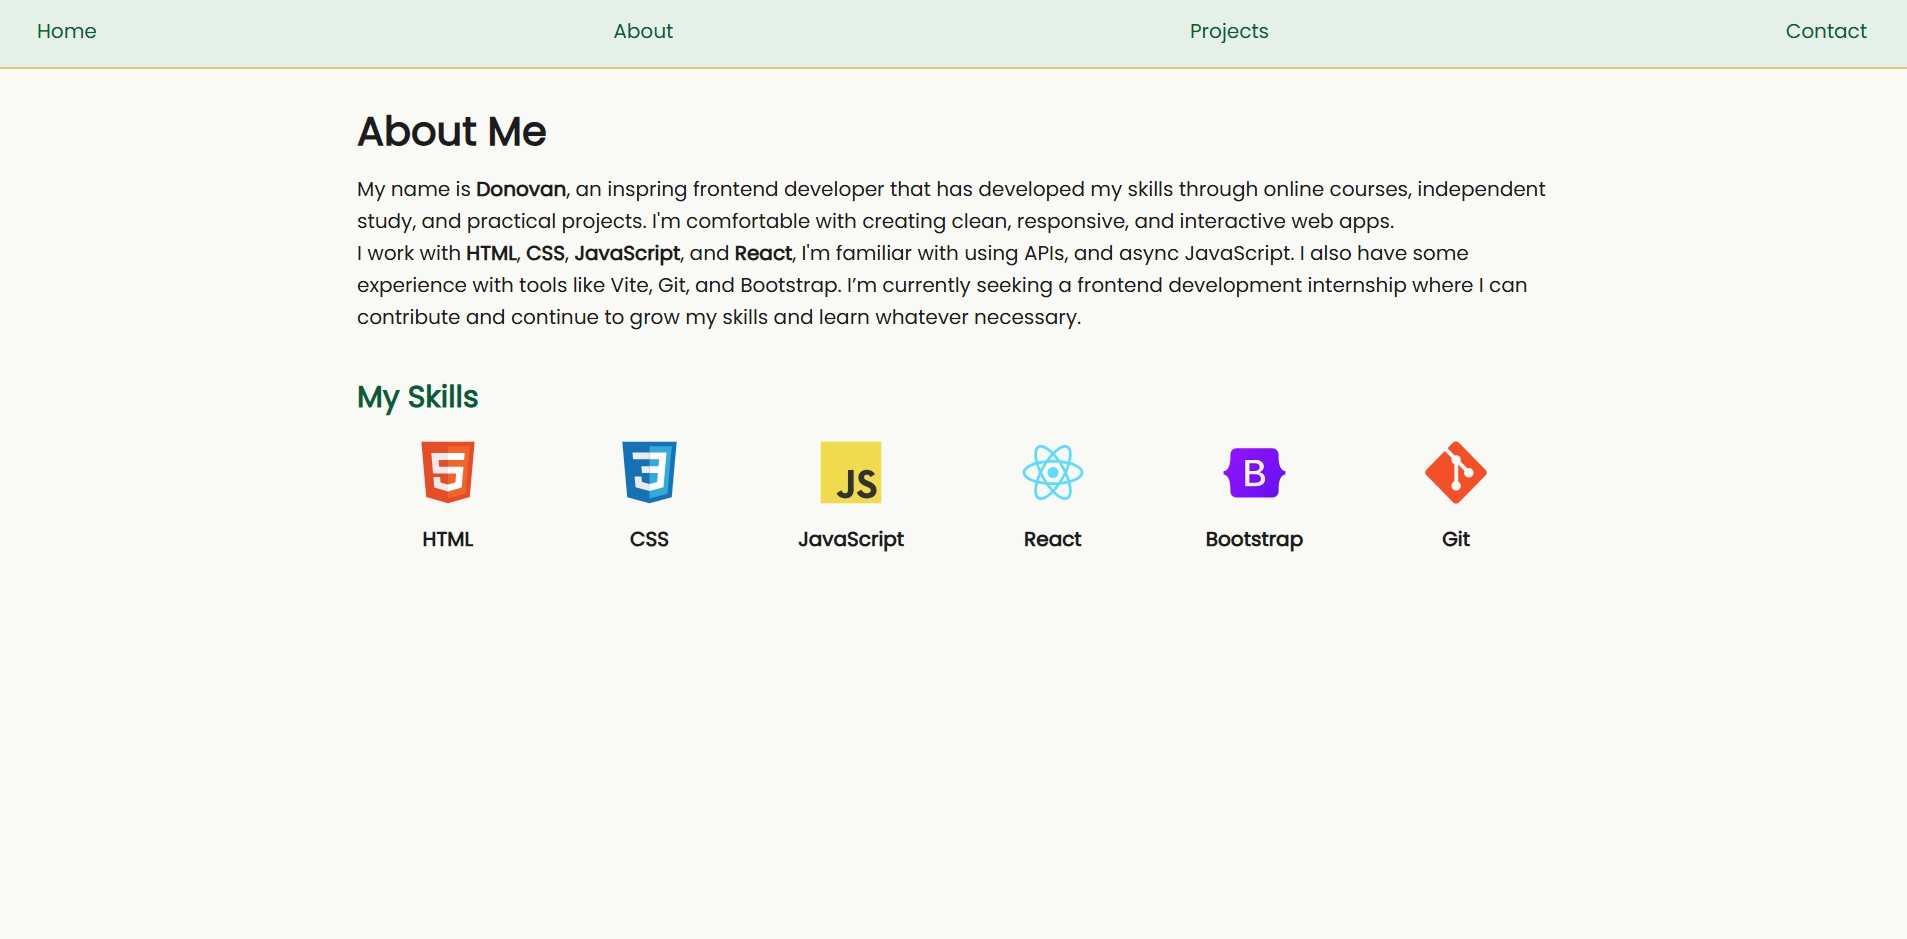 Home About Projects Contact
About Me
My name is Donovan, an inspring frontend developer that has developed my skills through online courses, independent
study, and practical projects. I'm comfortable with creating clean, responsive, and interactive web apps.
I work with HTML, CSS, JavaScript, and React, I'm familiar with using APIs, and async JavaScript. I also have some
experience with tools like Vite, Git, and Bootstrap. I’m currently seeking a frontend development internship where I can
contribute and continue to grow my skills and learn whatever necessary.
My Skills
5 3 JS B
HTML CSS JavaScript React Bootstrap Git